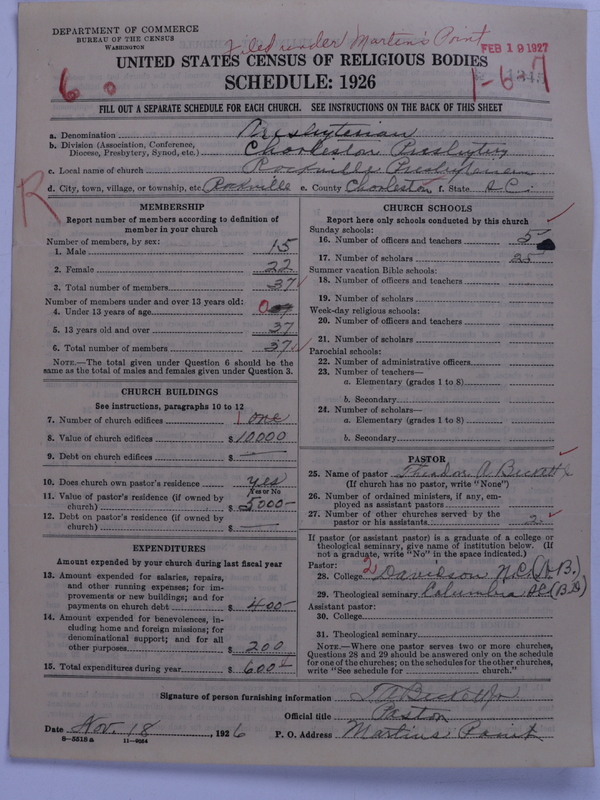 DEPARTMENT OF COMMERCE
BUREAU OF THE CENSUS
WASHINGTON
Filed under Martin's Point
FEB 19 1927
6 0
1-6-7
UNITED STATES CENSUS OF RELIGIOUS BODIES
SCHEDULE: 1926
FILL OUT A SEPARATE SCHEDULE FOR EACH CHURCH. SEE INSTRUCTIONS ON THE BACK OF THIS SHEET
a. Denomination Presbyterian
b. Division (Association, Conference, Diocese, Presbytery, Synod, etc.) Charleston Presbytery
c. Local name of church Rockville Presbyterian
d. City, town, village, or township, etc. Rockville e. County Charleston f. State S.C.
R
MEMBERSHIP
Report number of members according to definition of
member in your church
Number of members, by sex:
1. Male 15
2. Female 22
3. Total number of members 37
Number of members under and over 13 years old:
4. Under 13 years of age 0
5. 13 years old and over 37
6. Total number of members 37
NOTE.—The total given under Question 6 should be the
same as the total of males and females given under Question 3.
CHURCH BUILDINGS
See instructions, paragraphs 10 to 12
7. Number of church edifices 1 one
8. Value of church edifices $10000
9. Debt on church edifices $ —
10. Does church own pastor's residence yes
Yes or No
11. Value of pastor's residence (if owned by
church) $5000
12. Debt on pastor's residence (if owned by
church) $ —
EXPENDITURES
Amount expended by your church during last fiscal year
13. Amount expended for salaries, repairs,
and other running expenses; for im-
provements or new buildings; and for
payments on church debt $400
14. Amount expended for benevolences, in-
cluding home and foreign missions; for
denominational support; and for all
other purposes $200
15. Total expenditures during year $600
CHURCH SCHOOLS
Report here only schools conducted by this church
Sunday schools:
16. Number of officers and teachers 5
17. Number of scholars 25
Summer vacation Bible schools:
18. Number of officers and teachers
19. Number of scholars
Week-day religious schools:
20. Number of officers and teachers
21. Number of scholars
Parochial schools:
22. Number of administrative officers
23. Number of teachers—
a. Elementary (grades 1 to 8)
b. Secondary
24. Number of scholars—
a. Elementary (grades 1 to 8)
b. Secondary
PASTOR
25. Name of pastor Theodore A Beckett
(If church has no pastor, write "None")
26. Number of ordained ministers, if any, em-
ployed as assistant pastors
27. Number of other churches served by the
pastor or his assistants 2
If pastor (or assistant pastor) is a graduate of a college or
theological seminary, give name of institution below. (If
not a graduate, write "No" in the space indicated.)
Pastor: 2
28. College Davidson N.C. (A.B.)
29. Theological seminary Columbia SC (B.D.)
Assistant pastor:
30. College
31. Theological seminary
NOTE.—Where one pastor serves two or more churches,
Questions 28 and 29 should be answered only on the schedule
for one of the churches; on the schedules for the other churches,
write "See schedule for church."
Signature of person furnishing information T A Beckett Jr
Official title Pastor
Date Nov. 18, 1926 P. O. Address Martins Point
8-5518a 11-9064